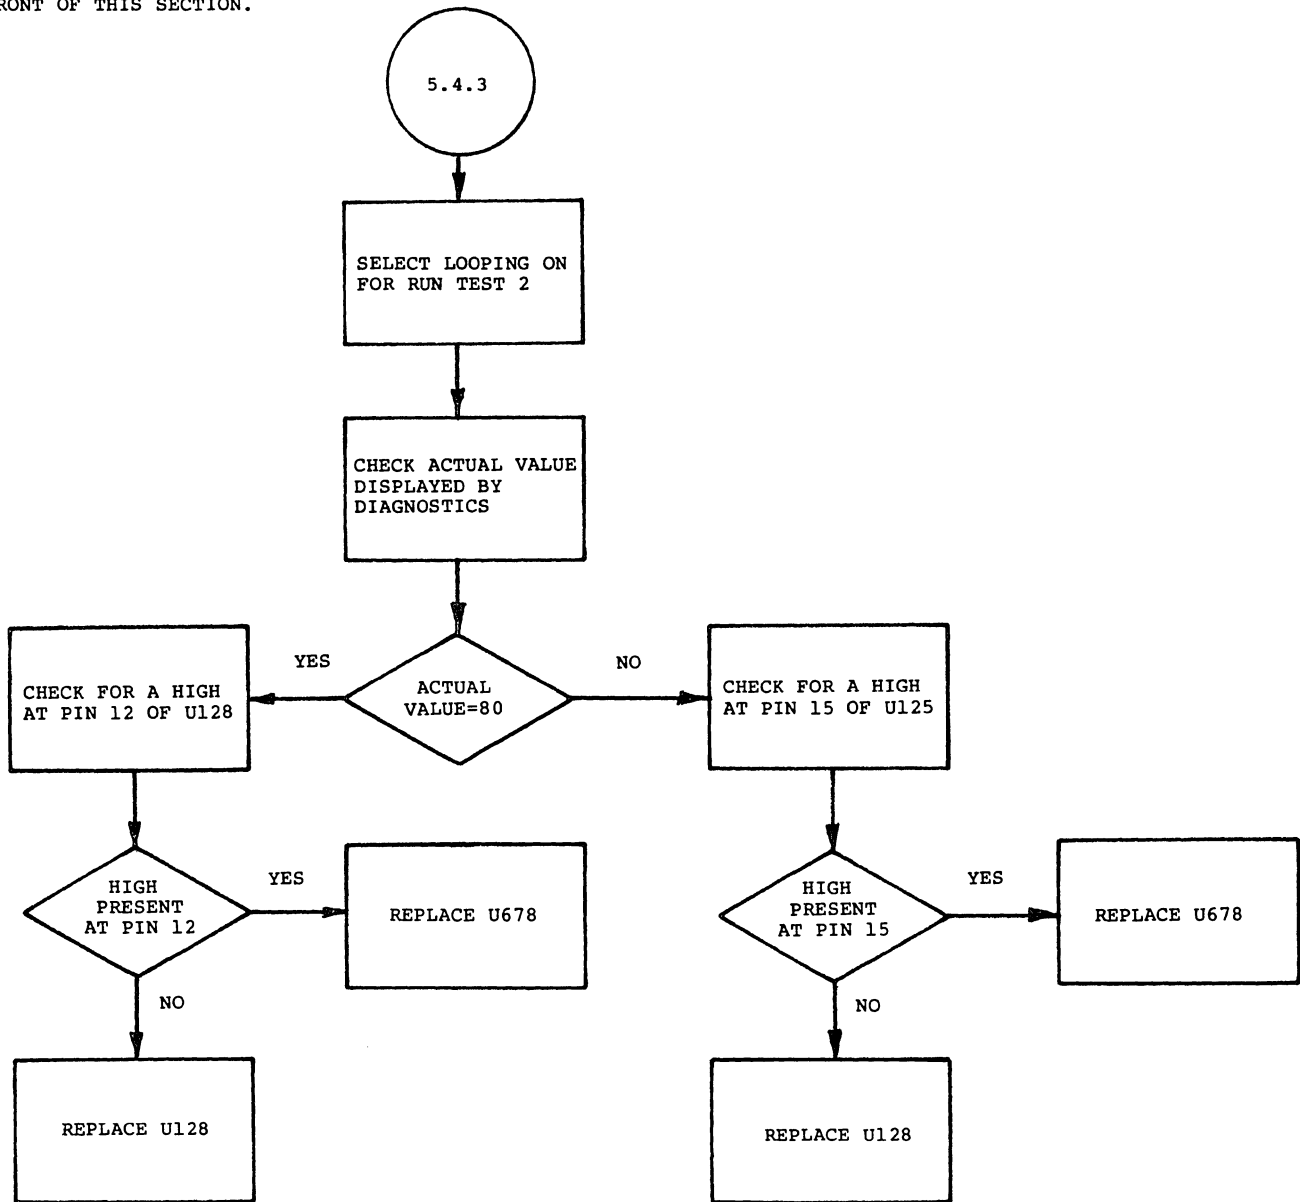 RONT OF THIS SECTION.
5.4.3
SELECT LOOPING ON
FOR RUN TEST 2
CHECK ACTUAL VALUE
DISPLAYED BY
DIAGNOSTICS
YES
NO
ACTUAL
VALUE=80
CHECK FOR A HIGH
AT PIN 12 OF U128
CHECK FOR A HIGH
AT PIN 15 OF U125
HIGH
PRESENT
AT PIN 12
YES
REPLACE U678
NO
REPLACE U128
HIGH
PRESENT
AT PIN 15
YES
REPLACE U678
NO
REPLACE U128